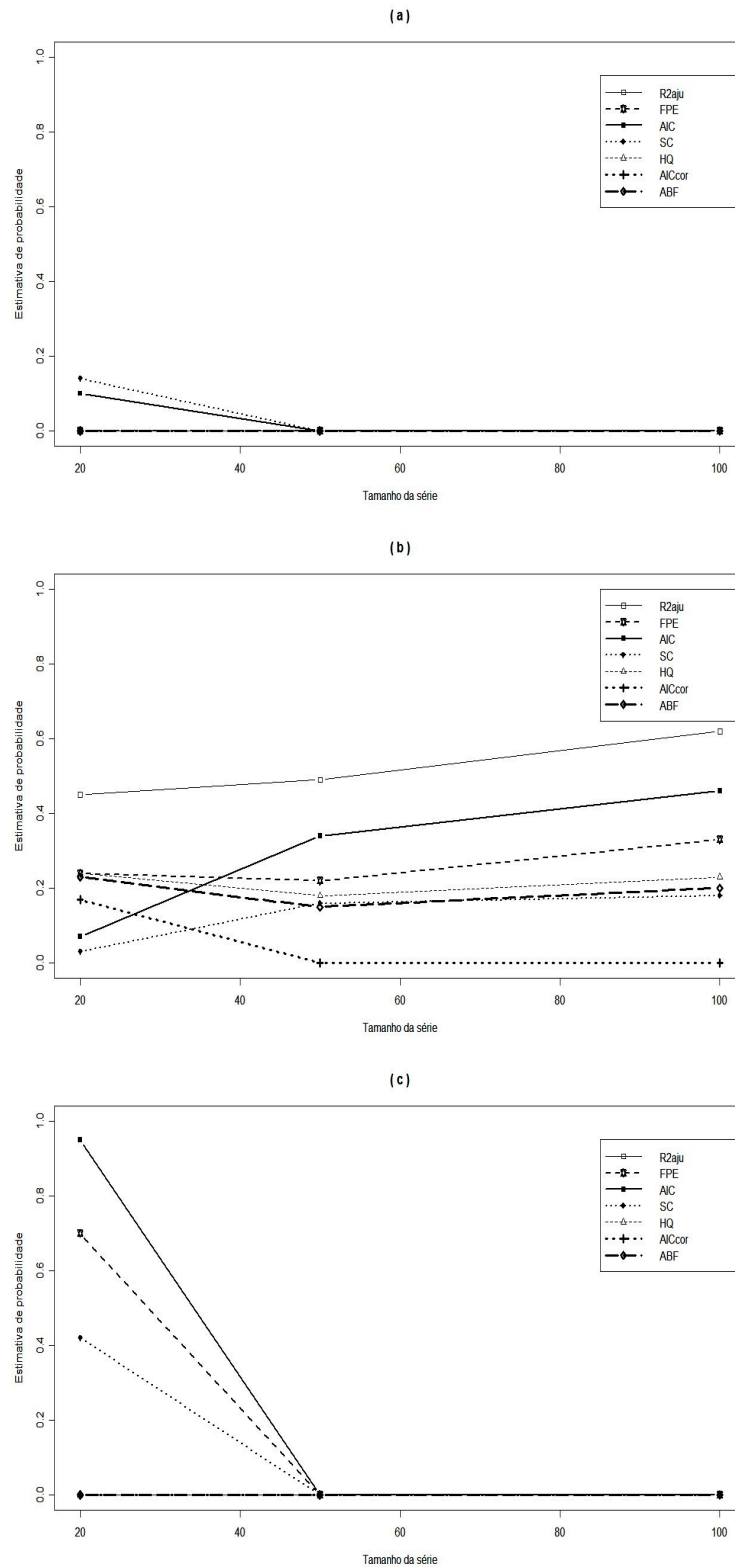 ( a )
1.0
0.8
0.6
0.4
0.2
0.0
Estimativa de probabilidade
R2aju
FPE
AIC
SC
HQ
AICcor
ABF
20
40
60
80
100
Tamanho da série
( b )
1.0
0.8
0.6
0.4
0.2
0.0
Estimativa de probabilidade
R2aju
FPE
AIC
SC
HQ
AICcor
ABF
20
40
60
80
100
Tamanho da série
( c )
1.0
0.8
0.6
0.4
0.2
0.0
Estimativa de probabilidade
R2aju
FPE
AIC
SC
HQ
AICcor
ABF
20
40
60
80
100
Tamanho da série